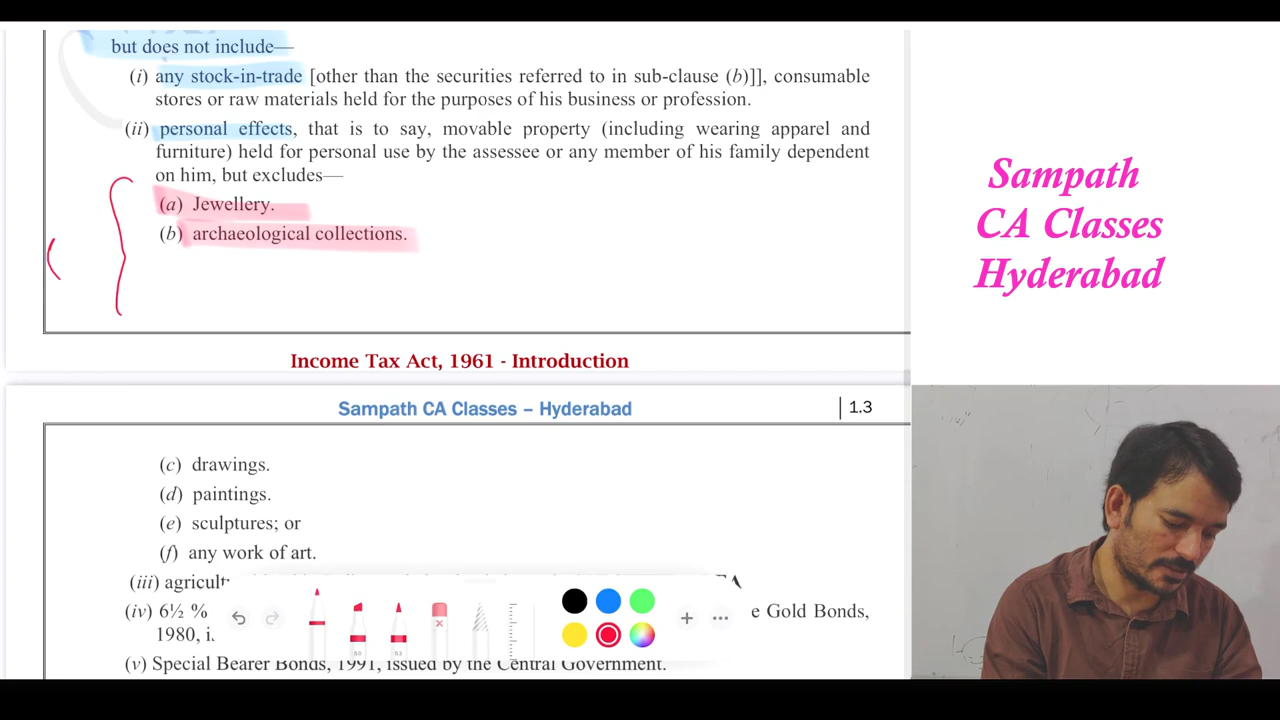 but does not include—
(i) any stock-in-trade [other than the securities referred to in sub-clause (b)]], consumable
stores or raw materials held for the purposes of his business or profession.
(ii) personal effects, that is to say, movable property (including wearing apparel and
furniture) held for personal use by the assessee or any member of his family dependent
on him, but excludes—
(a) Jewellery.
(b) archaeological collections.
Income Tax Act, 1961 - Introduction
Sampath CA Classes – Hyderabad
1.3
(c) drawings.
(d) paintings.
(e) sculptures; or
(f) any work of art.
(iii)
(iv) 6½ % e Gold Bonds,
1980,
(v) Special Bearer Bonds, 1991, issued by the Central Government.
Sampath
CA Classes
Hyderabad